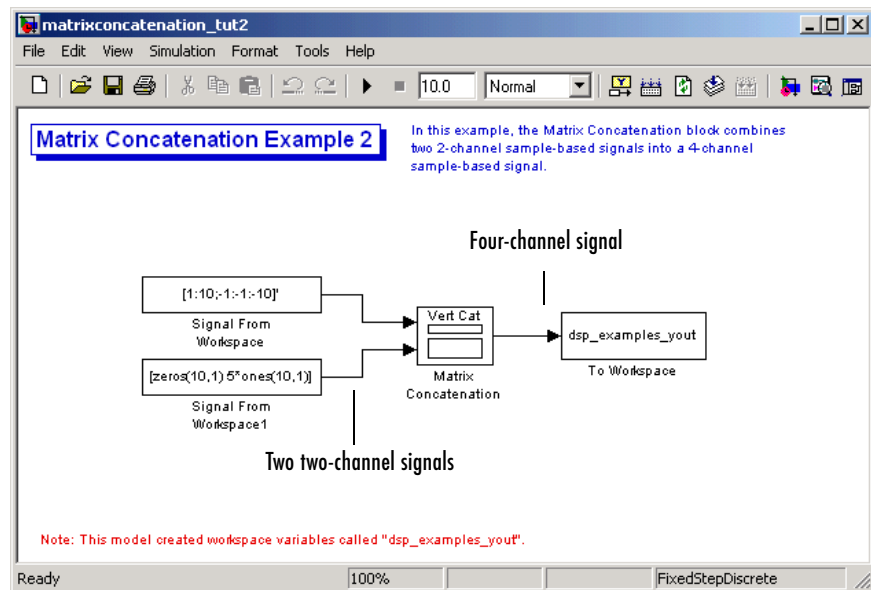 matrixconcatenation_tut2
File Edit View Simulation Format Tools Help
10.0 Normal
Matrix Concatenation Example 2
In this example, the Matrix Concatenation block combines
two 2-channel sample-based signals into a 4-channel
sample-based signal.
Four-channel signal
[1:10;-1:-1:-10]'
Signal From
Workspace
Vert Cat
Matrix
Concatenation
dsp_examples_yout
To Workspace
[zeros(10,1) 5*ones(10,1)]
Signal From
Workspace1
Two two-channel signals
Note: This model created workspace variables called "dsp_examples_yout".
Ready 100% FixedStepDiscrete